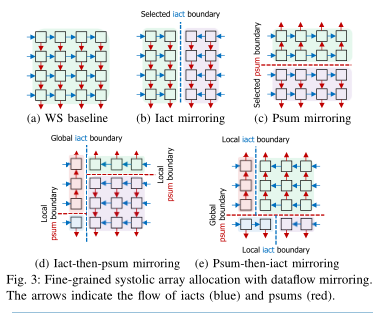 Selected iact boundary
Selected psum boundary
(a) WS baseline
(b) Iact mirroring
(c) Psum mirroring
Global iact boundary
Local psum boundary
Local psum boundary
Local iact boundary
Global psum boundary
Local iact boundary
(d) Iact-then-psum mirroring
(e) Psum-then-iact mirroring
Fig. 3: Fine-grained systolic array allocation with dataflow mirroring.
The arrows indicate the flow of iacts (blue) and psums (red).